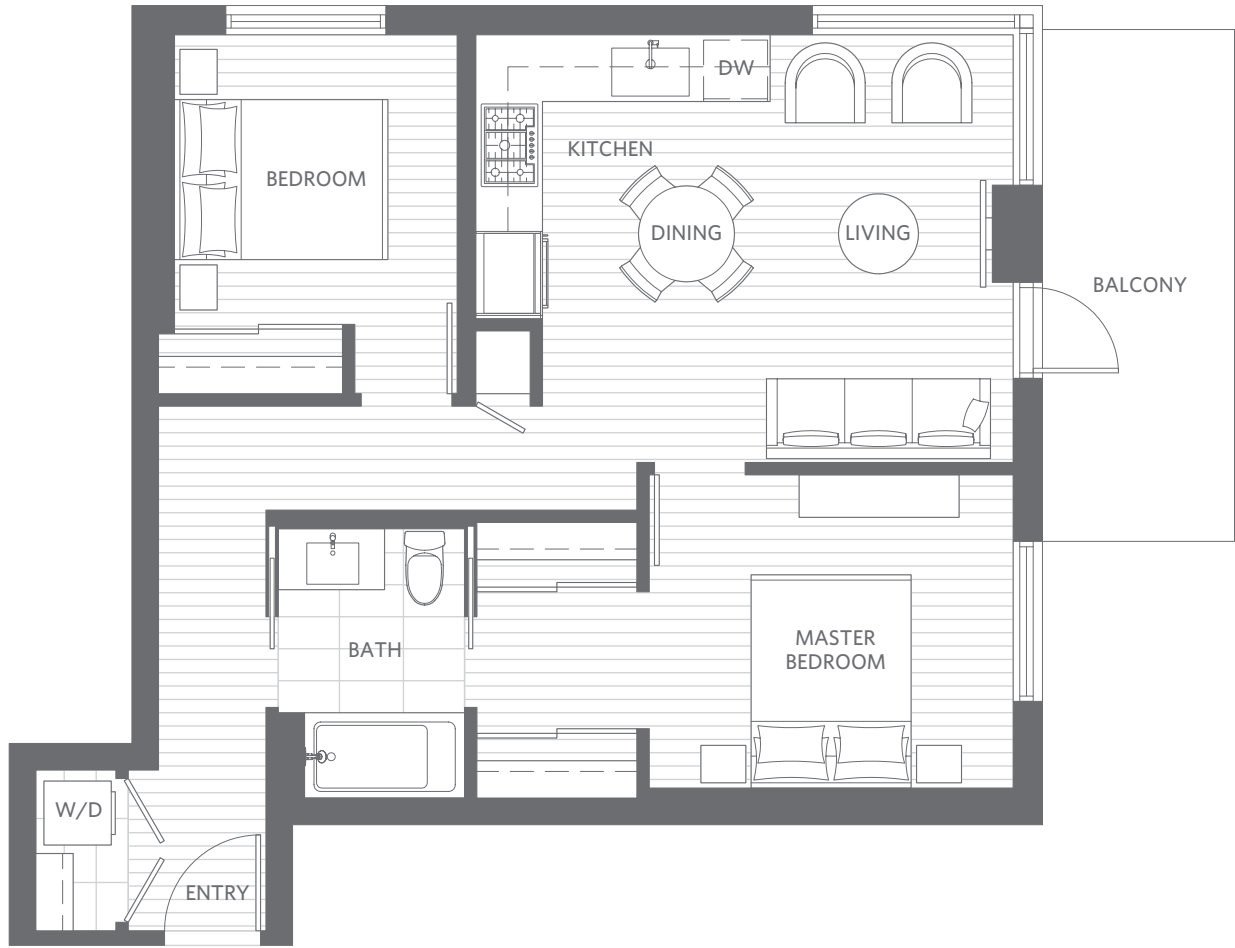 DW
KITCHEN
BEDROOM
DINING
LIVING
BALCONY
MASTER
BEDROOM
BATH
W/D
ENTRY